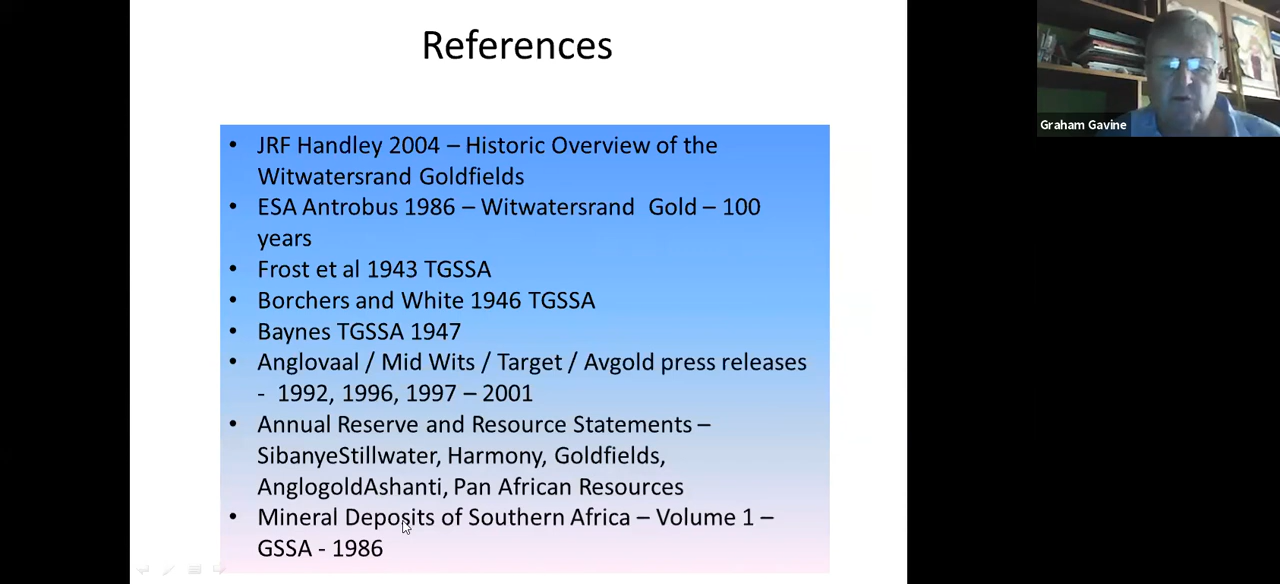 References
Graham Gavine
• JRF Handley 2004 – Historic Overview of the
Witwatersrand Goldfields
• ESA Antrobus 1986 – Witwatersrand Gold – 100
years
• Frost et al 1943 TGSSA
• Borchers and White 1946 TGSSA
• Baynes TGSSA 1947
• Anglovaal / Mid Wits / Target / Avgold press releases
- 1992, 1996, 1997 – 2001
• Annual Reserve and Resource Statements –
SibanyeStillwater, Harmony, Goldfields,
AnglogoldAshanti, Pan African Resources
• Mineral Deposits of Southern Africa – Volume 1 –
GSSA - 1986